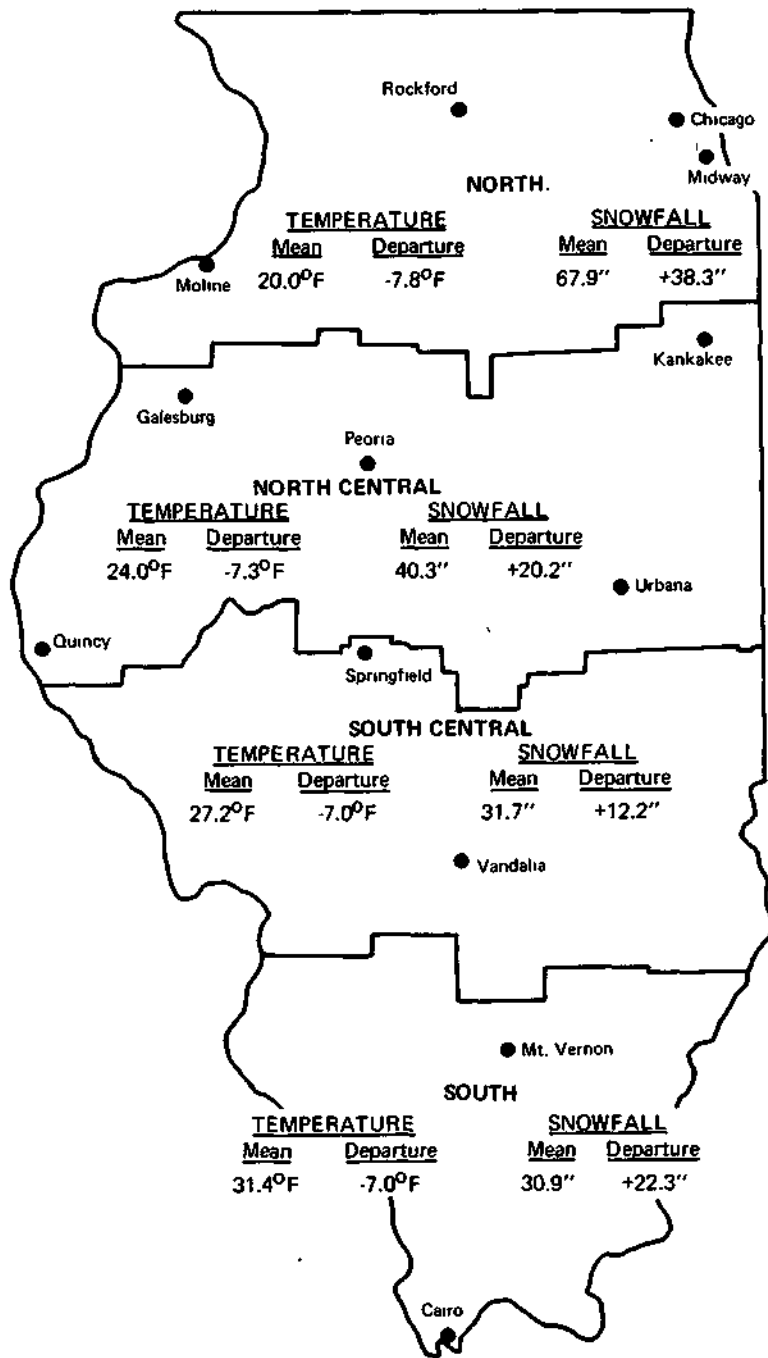 Rockford
Chicago
Midway
NORTH.
TEMPERATURE SNOWFALL
Mean Departure Mean Departure
Moline
20.0°F -7.8°F 67.9" +38.3"
Kankakee
Galesburg
Peoria
NORTH CENTRAL
TEMPERATURE SNOWFALL
Mean Departure Mean Departure
24.0°F -7.3°F 40.3" +20.2"
Urbana
Quincy
Springfield
SOUTH CENTRAL
TEMPERATURE SNOWFALL
Mean Departure Mean Departure
27.2°F -7.0°F 31.7" +12.2"
Vandalia
Mt. Vernon
SOUTH
TEMPERATURE SNOWFALL
Mean Departure Mean Departure
31.4°F -7.0°F 30.9" +22.3"
Cairo